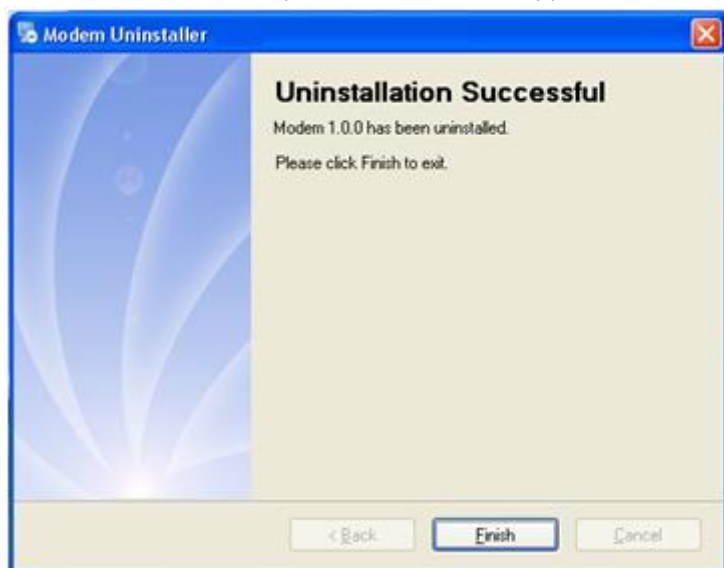 Modem Uninstaller
Uninstallation Successful
Modem 1.0.0 has been uninstalled.
Please click Finish to exit.
< Back Finish Cancel